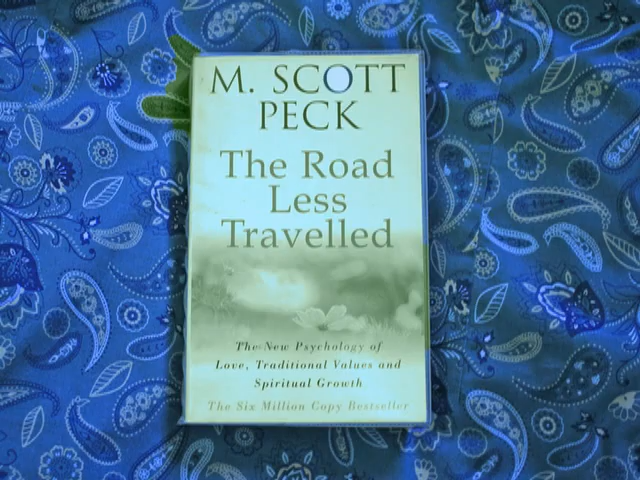 M. SCOTT
PECK
The Road
Less
Travelled
The New Psychology of
Love, Traditional Values and
Spiritual Growth
The Six Million Copy Bestseller